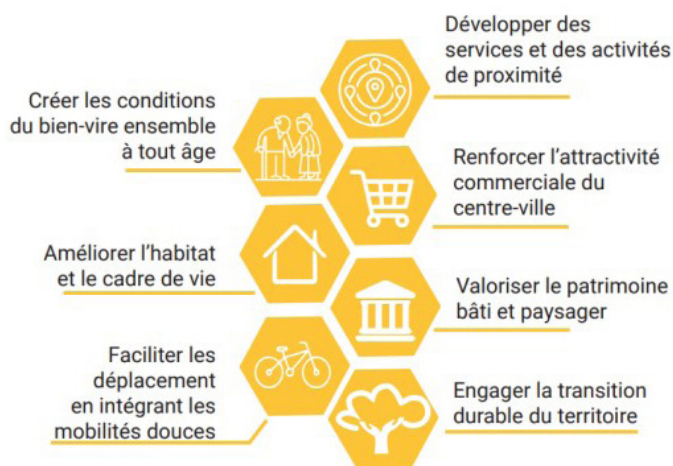 Développer des
services et des activités
de proximité
Créer les conditions
du bien-vire ensemble
à tout âge
Renforcer l'attractivité
commerciale du
centre-ville
Améliorer l'habitat
et le cadre de vie
Valoriser le patrimoine
bâti et paysager
Faciliter les
déplacement
en intégrant les
mobilités douces
Engager la transition
durable du territoire